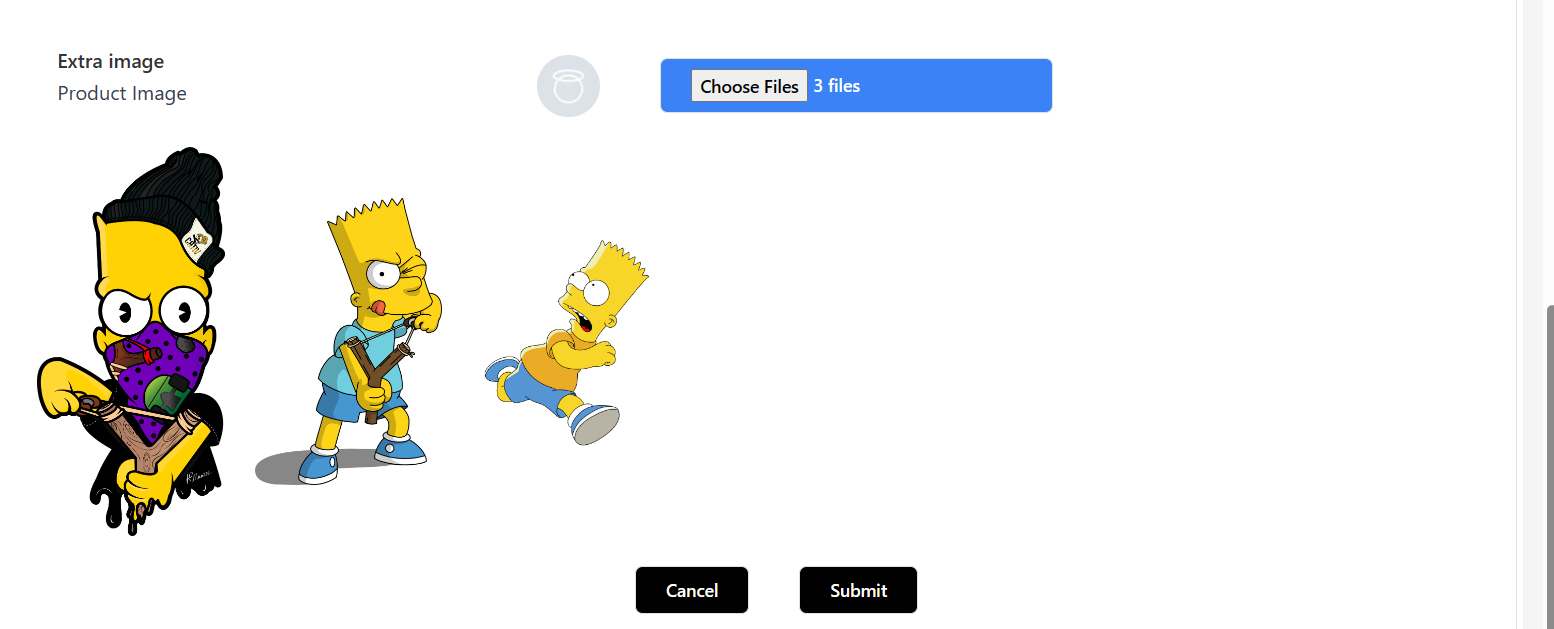 Extra image
Product Image
Choose Files 3 files
Cancel
Submit